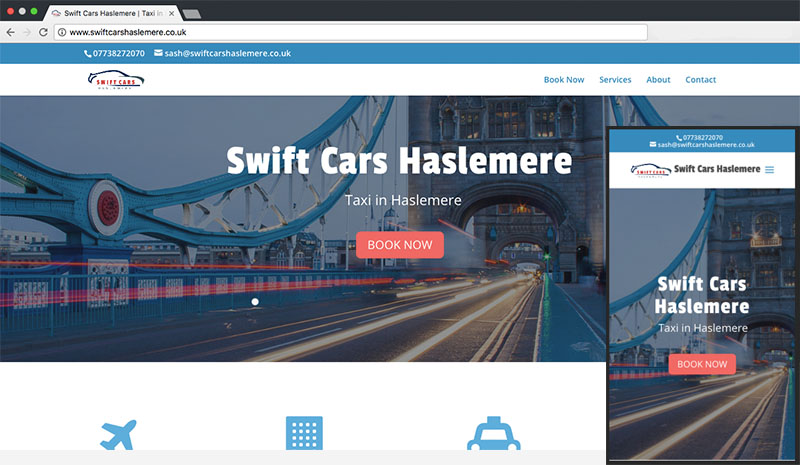 Swift Cars Haslemere | Taxi in
www.swiftcarshaslemere.co.uk
07738272070 sash@swiftcarshaslemere.co.uk
SWIFT CARS
Book Now Services About Contact
Swift Cars Haslemere
Taxi in Haslemere
BOOK NOW
07738272070
sash@swiftcarshaslemere.co.uk
SWIFT CARS Swift Cars Haslemere
Swift Cars
Haslemere
Taxi in Haslemere
BOOK NOW